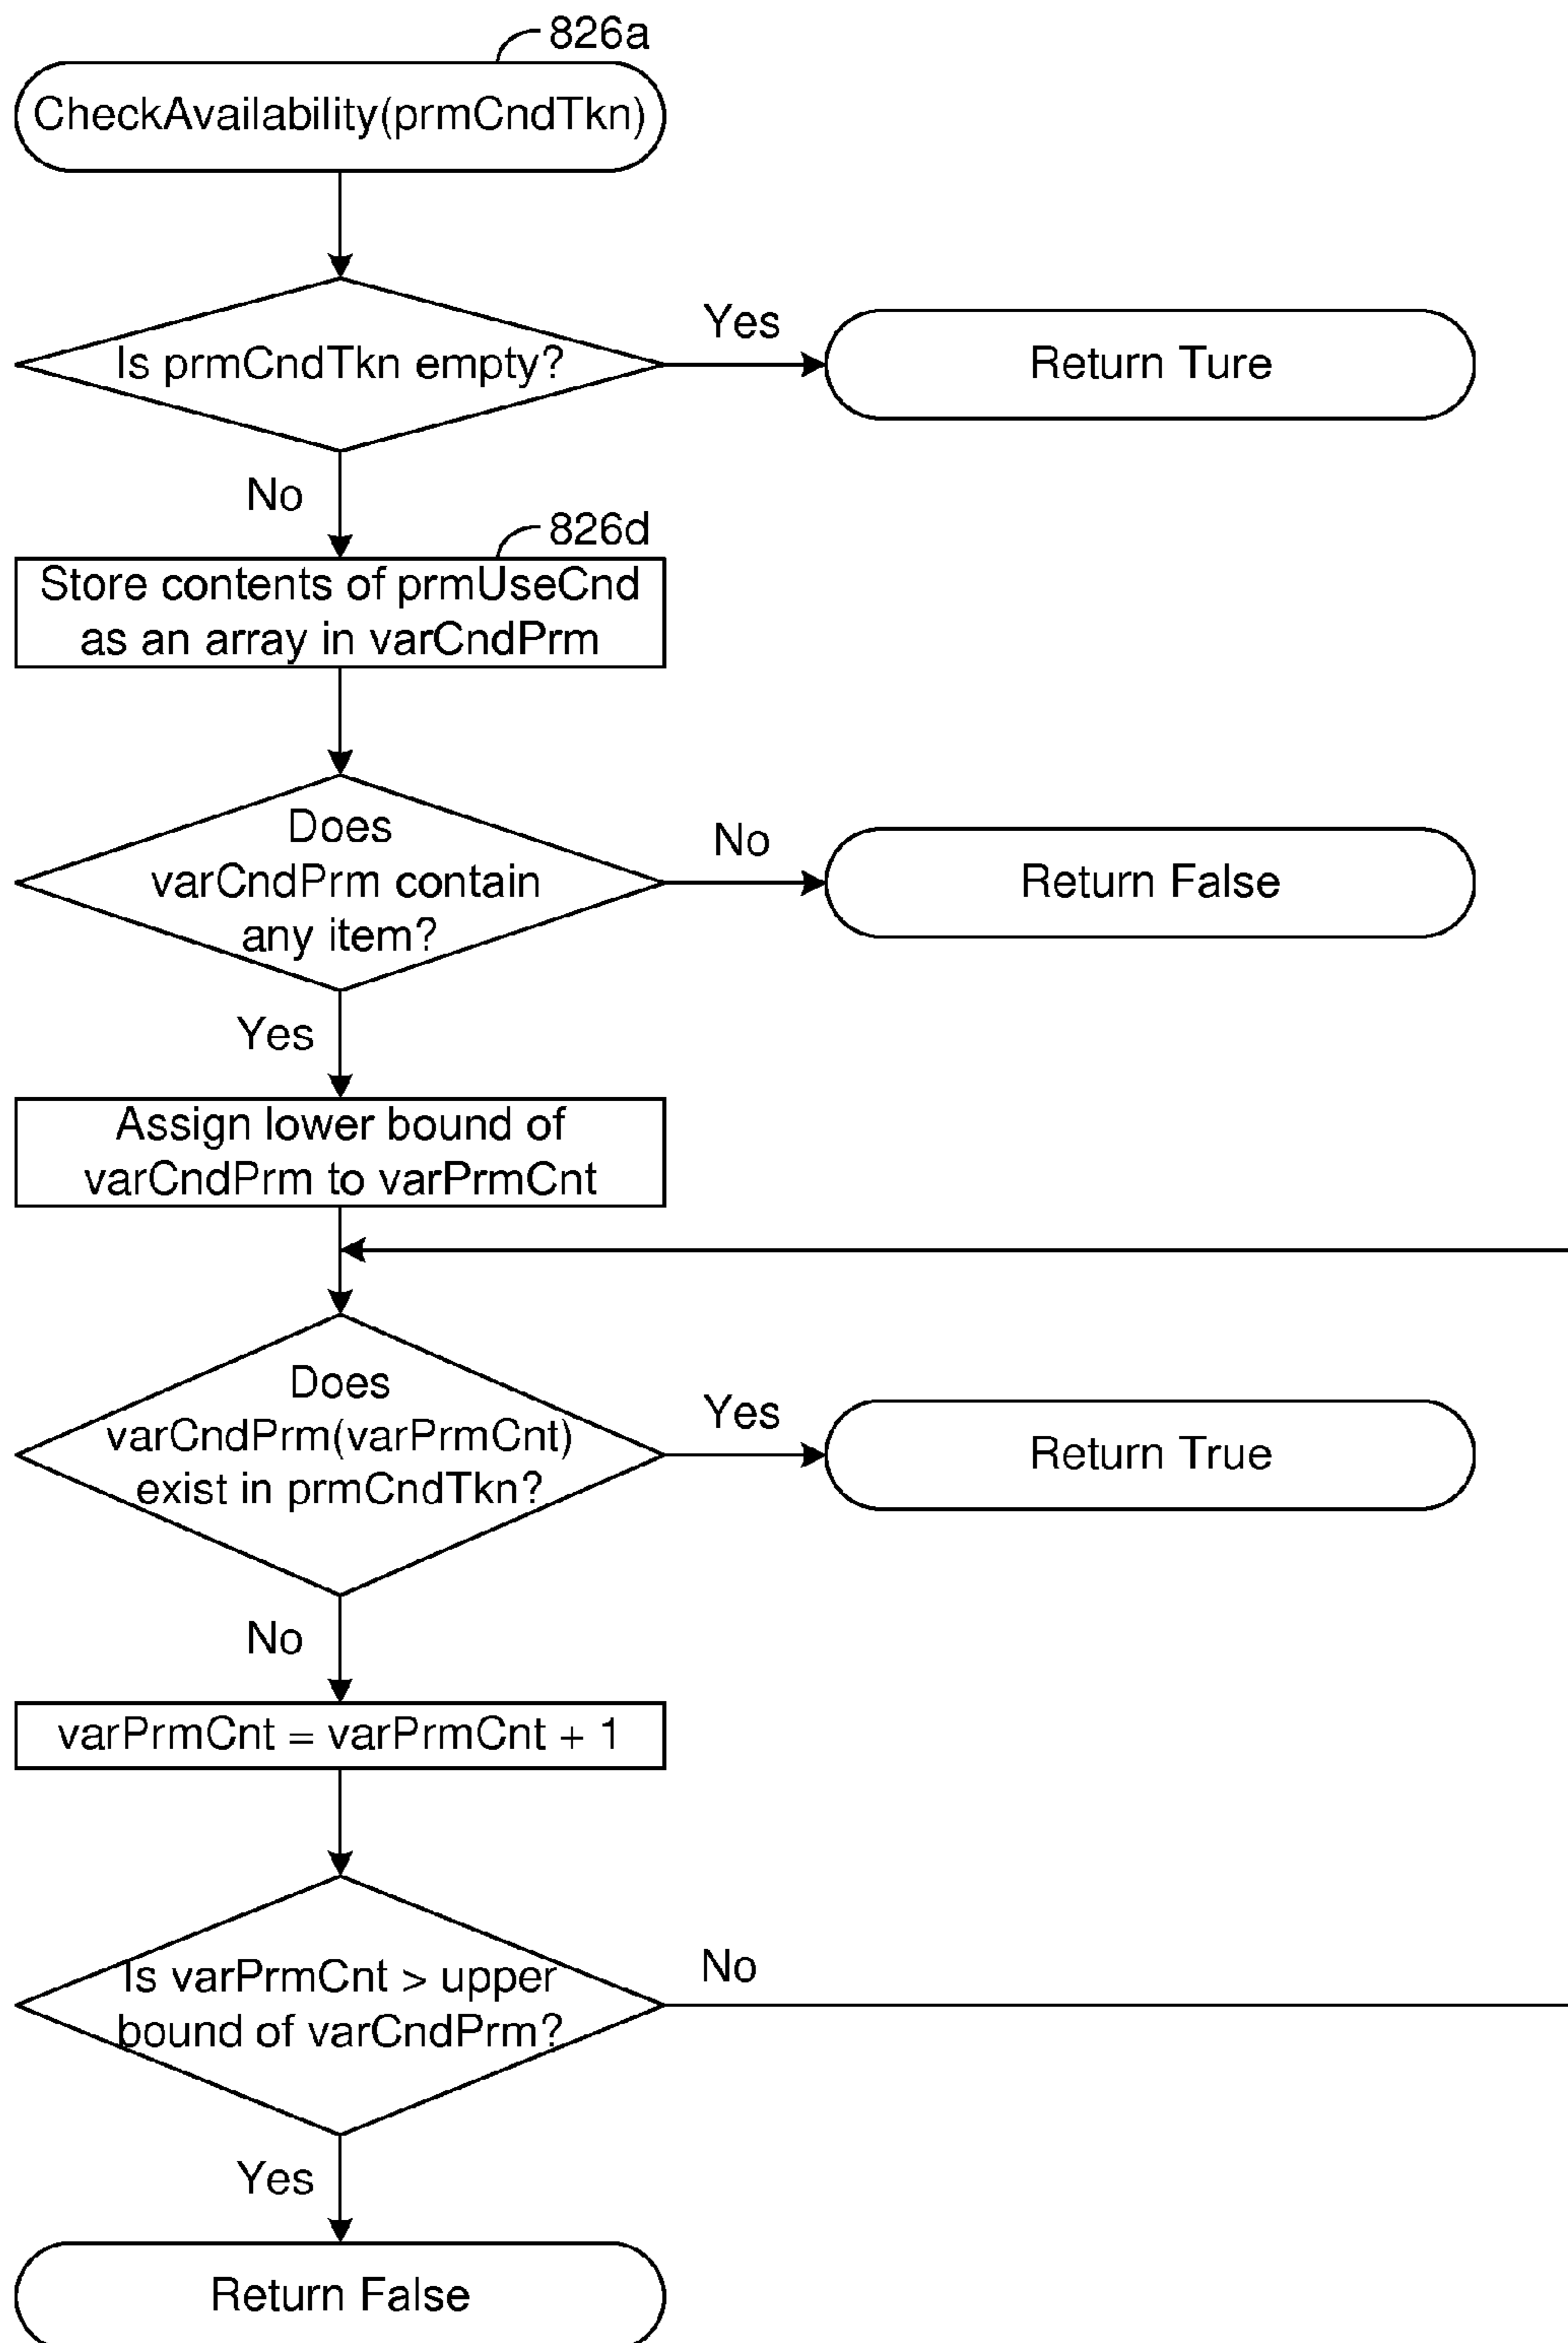 826a
CheckAvailability(prmCndTkn)
Is prmCndTkn empty?
Yes
Return Ture
No
826d
Store contents of prmUseCnd
as an array in varCndPrm
Does
varCndPrm contain
any item?
No
Return False
Yes
Assign lower bound of
varCndPrm to varPrmCnt
Does
varCndPrm(varPrmCnt)
exist in prmCndTkn?
Yes
Return True
No
varPrmCnt = varPrmCnt + 1
Is varPrmCnt > upper
bound of varCndPrm?
No
Yes
Return False